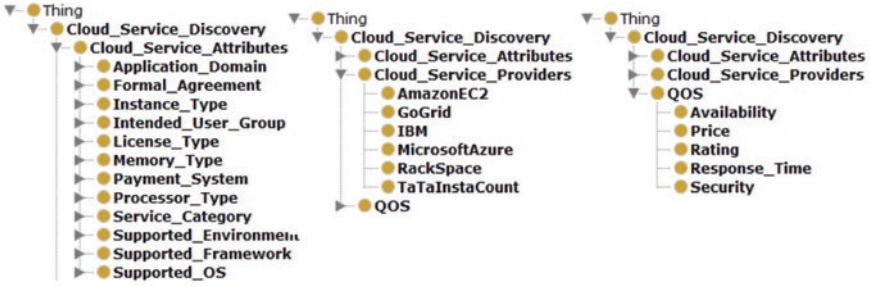 Thing
Cloud_Service_Discovery
Cloud_Service_Attributes
Application_Domain
Formal_Agreement
Instance_Type
Intended_User_Group
License_Type
Memory_Type
Payment_System
Processor_Type
Service_Category
Supported_Environmen
Supported_Framework
Supported_OS
Thing
Cloud_Service_Discovery
Cloud_Service_Attributes
Cloud_Service_Providers
AmazonEC2
GoGrid
IBM
MicrosoftAzure
RackSpace
TaTaInstaCount
QOS
Thing
Cloud_Service_Discovery
Cloud_Service_Attributes
Cloud_Service_Providers
QOS
Availability
Price
Rating
Response_Time
Security